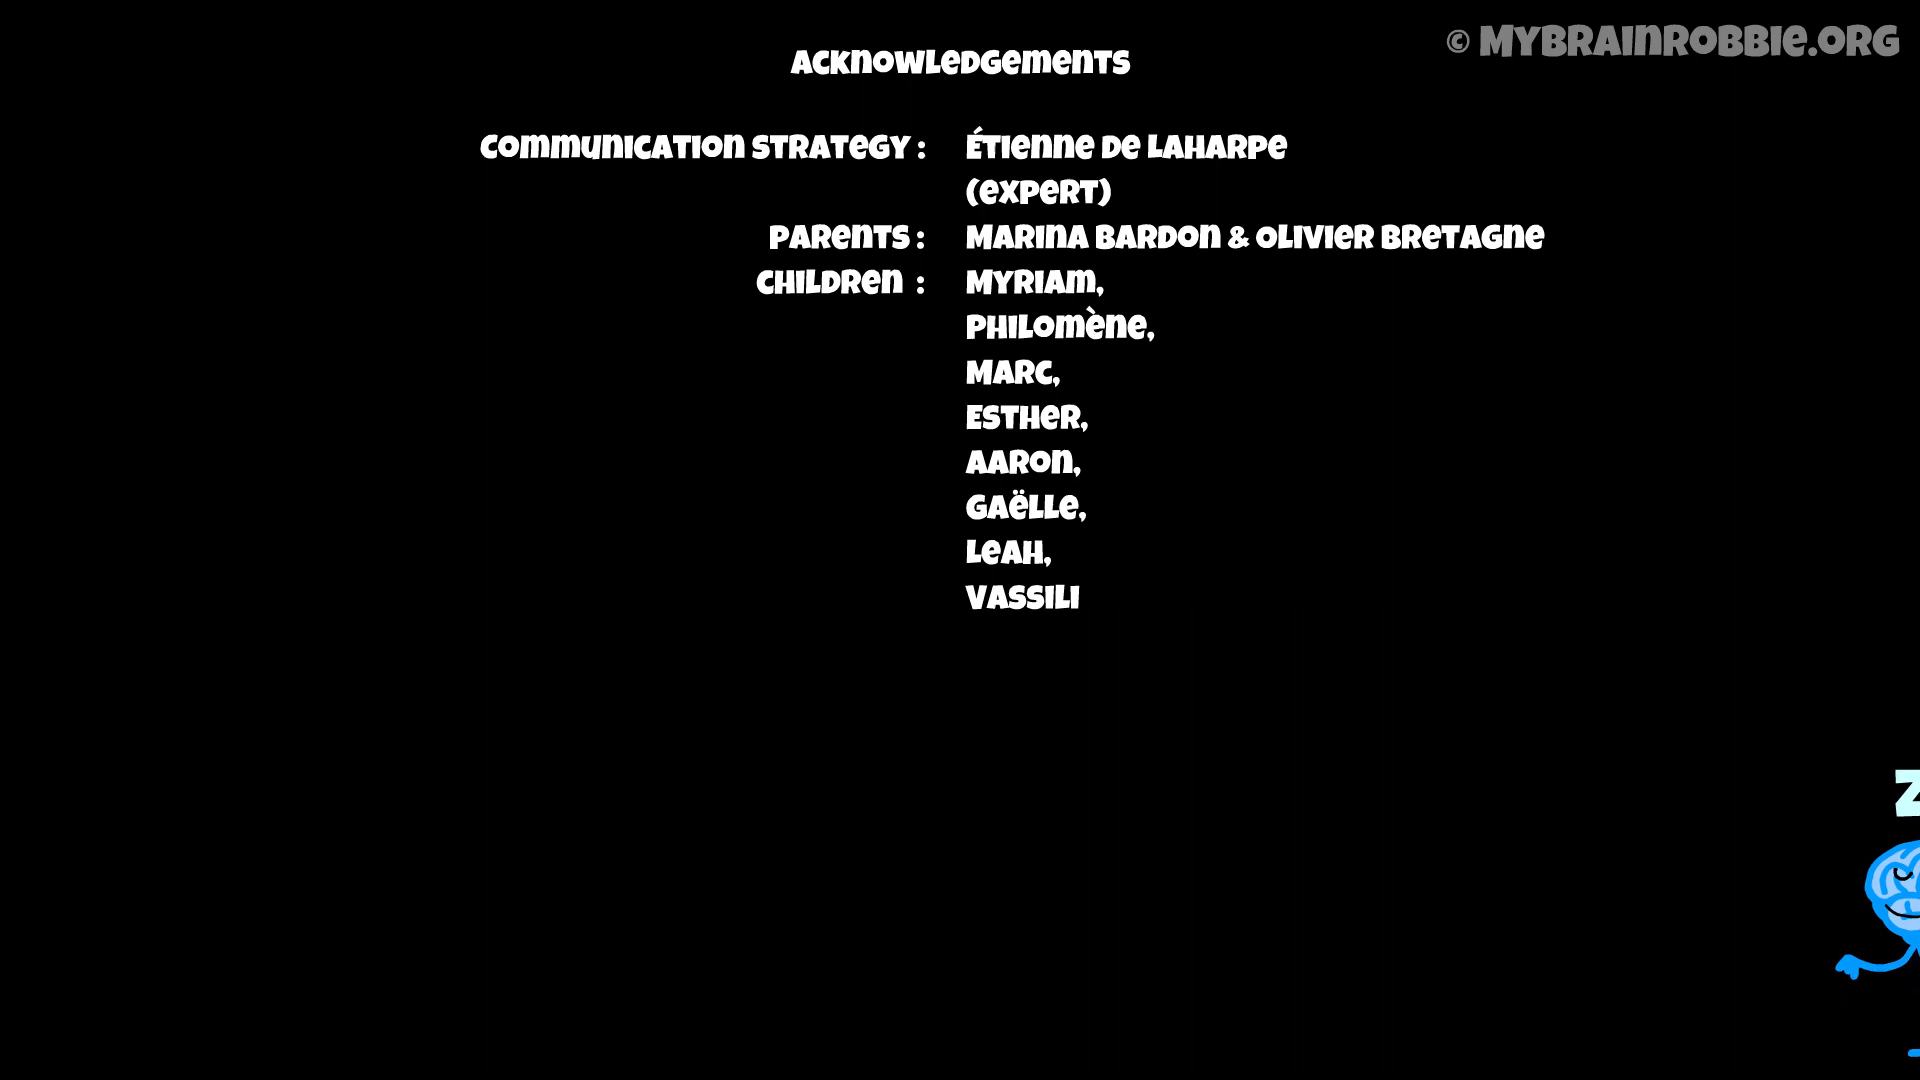 © MYBRAINROBBIE.ORG
Acknowledgements
Communication Strategy : Étienne de Laharpe
(expert)
Parents : Marina Bardon & Olivier Bretagne
Children : Myriam,
Philomène,
Marc,
Esther,
Aaron,
Gaëlle,
Leah,
Vassili
Z